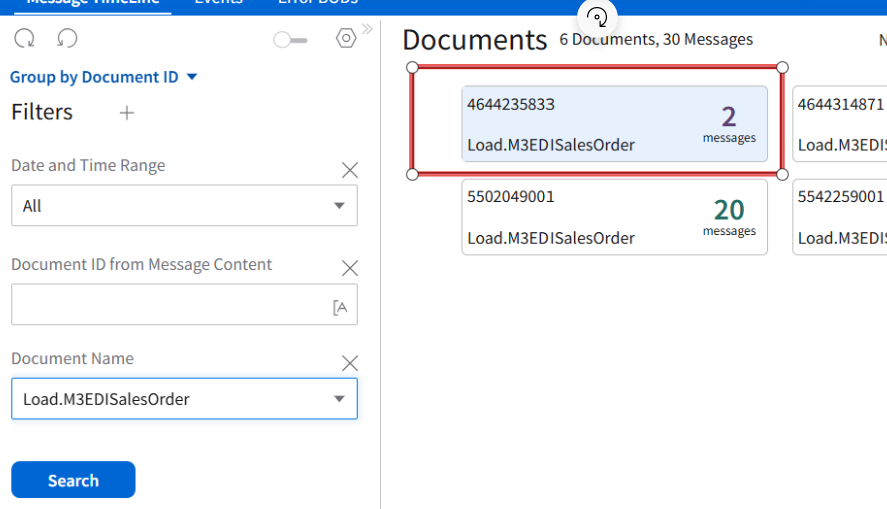 Message TimeLine Events Error BODs
Group by Document ID
Filters
Date and Time Range
All
Document ID from Message Content
[A
Document Name
Load.M3EDISalesOrder
Search
Documents 6 Documents, 30 Messages
4644235833
2
messages
Load.M3EDISalesOrder
4644314871
Load.M3EDIS
5502049001
20
messages
Load.M3EDISalesOrder
5542259001
Load.M3EDIS